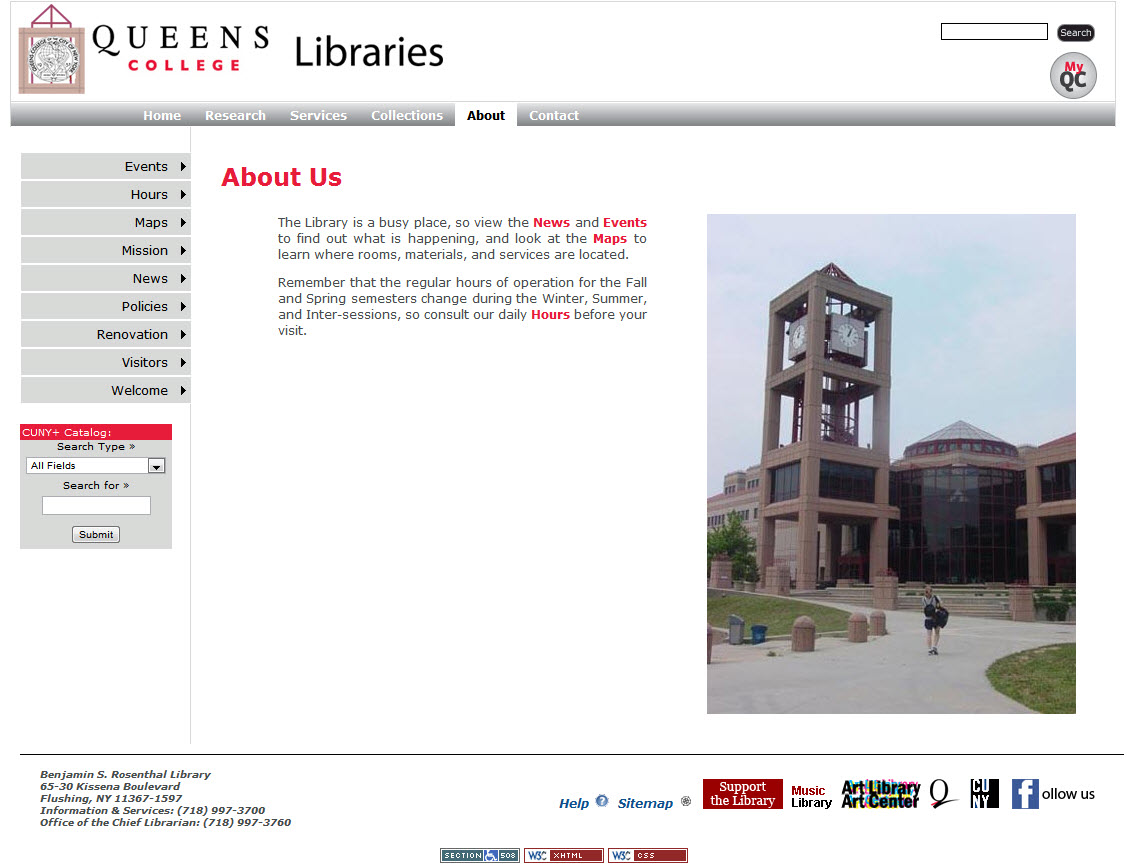 QUEENS
COLLEGE
Libraries
Search
My
QC
Home Research Services Collections About Contact
Events
Hours
Maps
Mission
News
Policies
Renovation
Visitors
Welcome
CUNY+ Catalog:
Search Type »
All Fields
Search for »
Submit
About Us
The Library is a busy place, so view the News and Events
to find out what is happening, and look at the Maps to
learn where rooms, materials, and services are located.
Remember that the regular hours of operation for the Fall
and Spring semesters change during the Winter, Summer,
and Inter-sessions, so consult our daily Hours before your
visit.
Benjamin S. Rosenthal Library
65-30 Kissena Boulevard
Flushing, NY 11367-1597
Information & Services: (718) 997-3700
Office of the Chief Librarian: (718) 997-3760
Help ? Sitemap
Support
the Library
Music
Library
Art Library
Art Center
Q
CU
NY
f ollow us
SECTION 508
W3C XHTML
W3C CSS